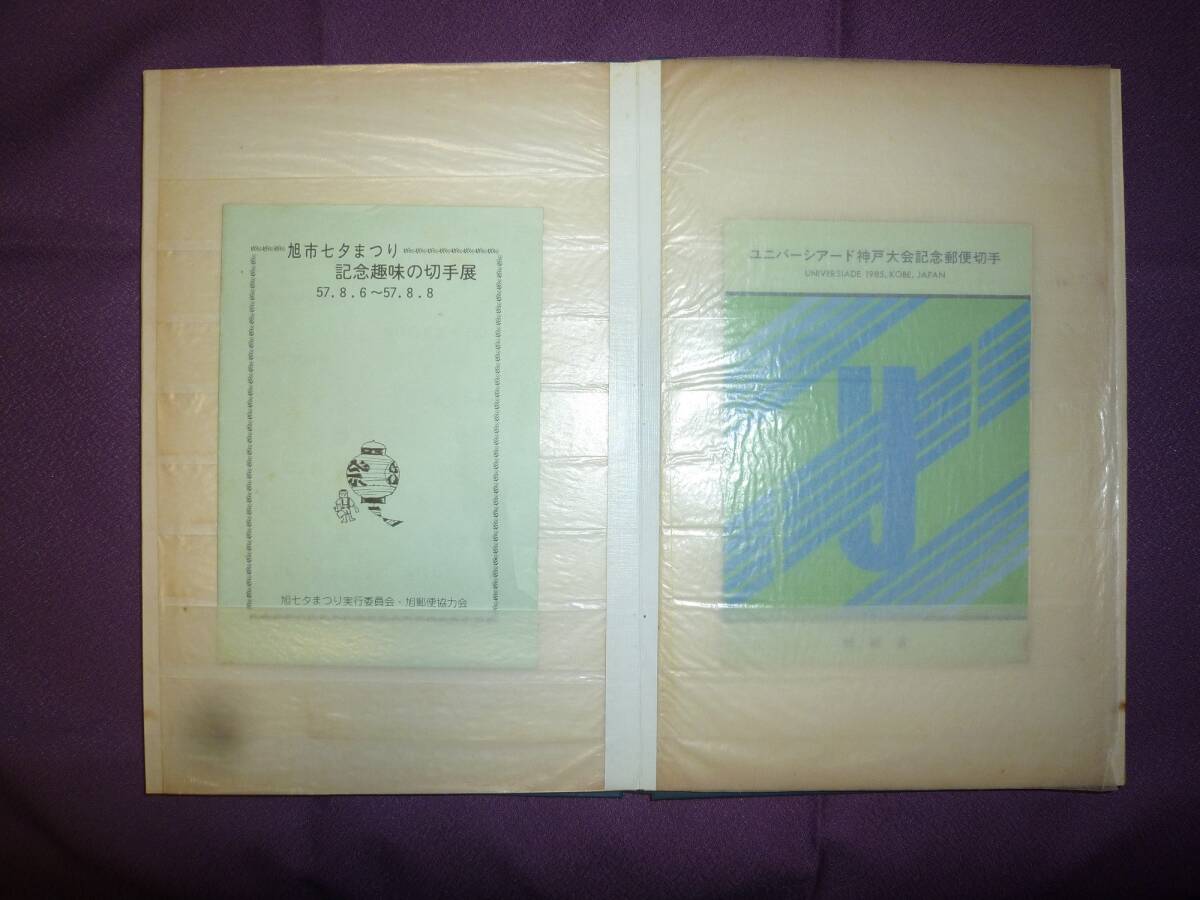 旭市七夕まつり
記念趣味の切手展
57.8.6～57.8.8
旭七夕まつり実行委員会・旭郵便協力会
ユニバーシアード神戸大会記念郵便切手
UNIVERSIADE 1985, KOBE, JAPAN